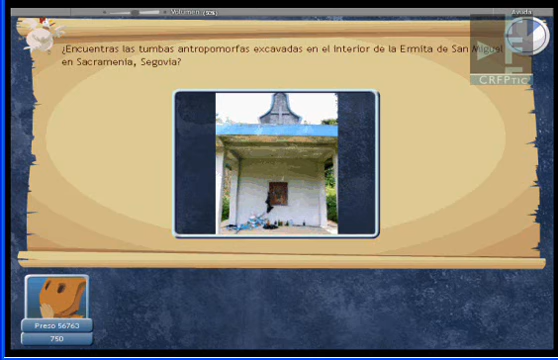 Volumen (50%)
Ayuda
¿Encuentras las tumbas antropomorfas excavadas en el interior de la Ermita de San Miguel
en Sacramenia, Segovia?
CRFPTIC
Preso 56763
750